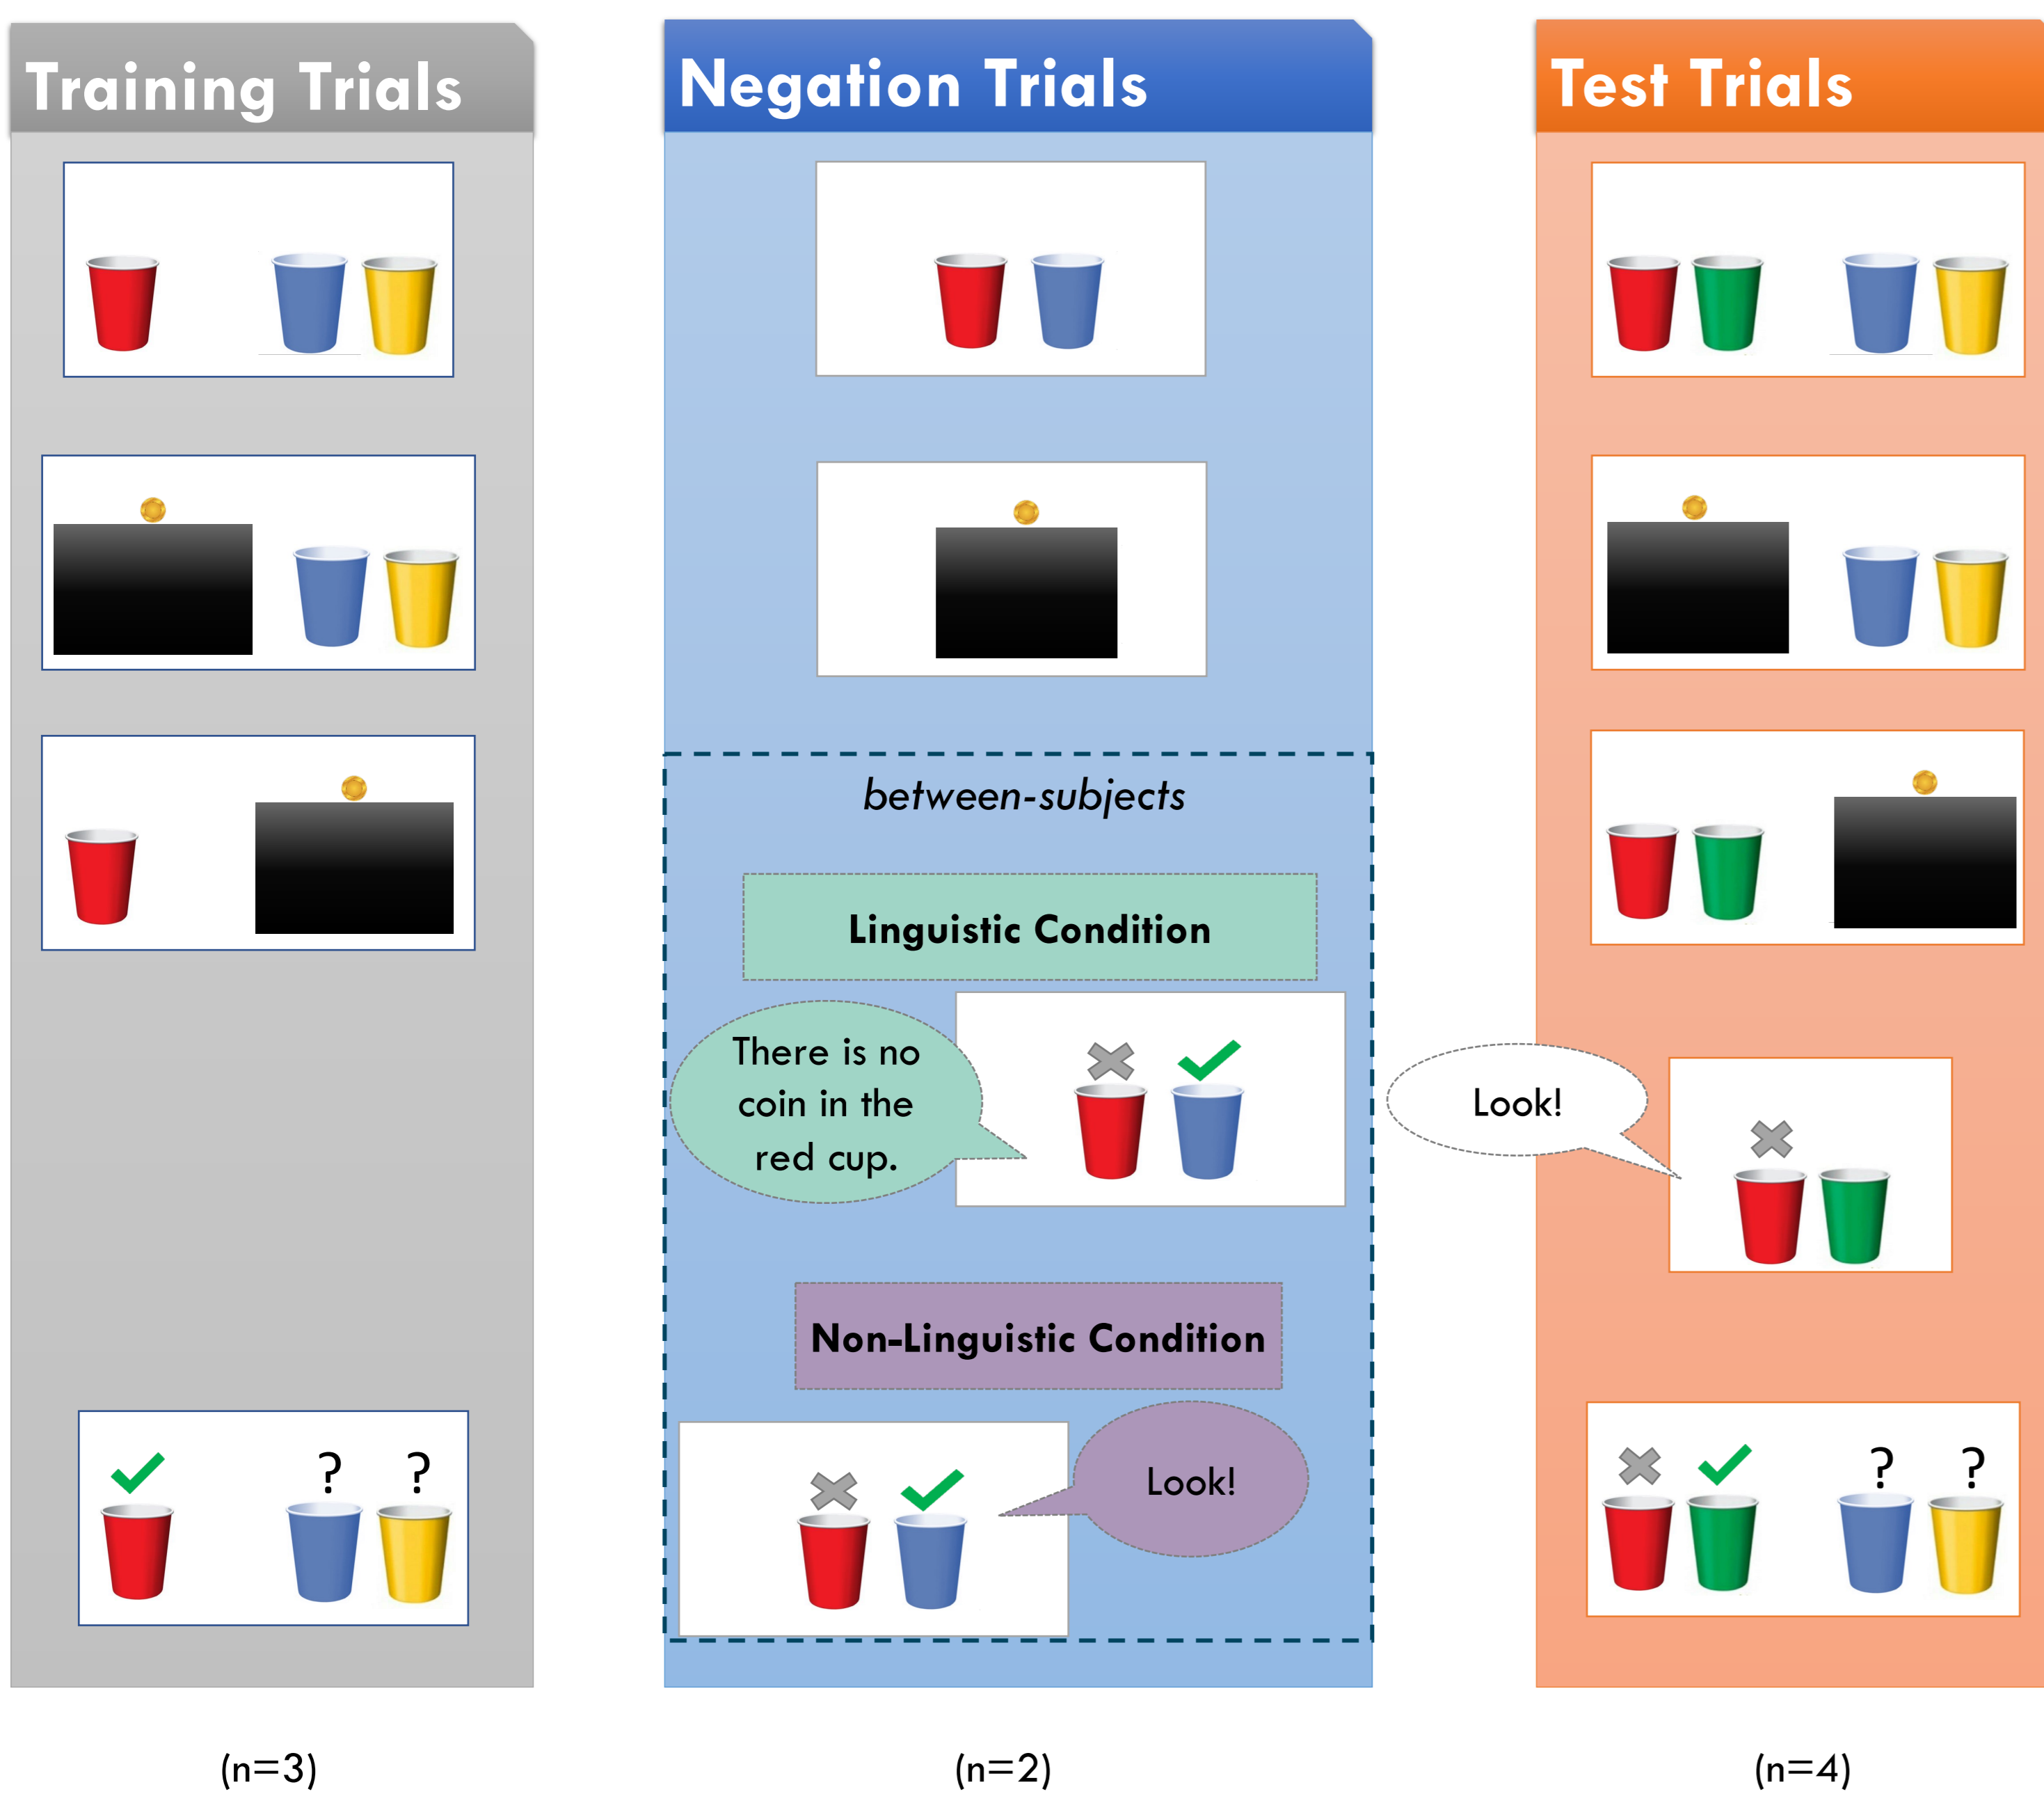 Training Trials
? ?
(n=3)
Negation Trials
between-subjects
Linguistic Condition
There is no
coin in the
red cup.
Non-Linguistic Condition
Look!
(n=2)
Test Trials
Look!
? ?
(n=4)